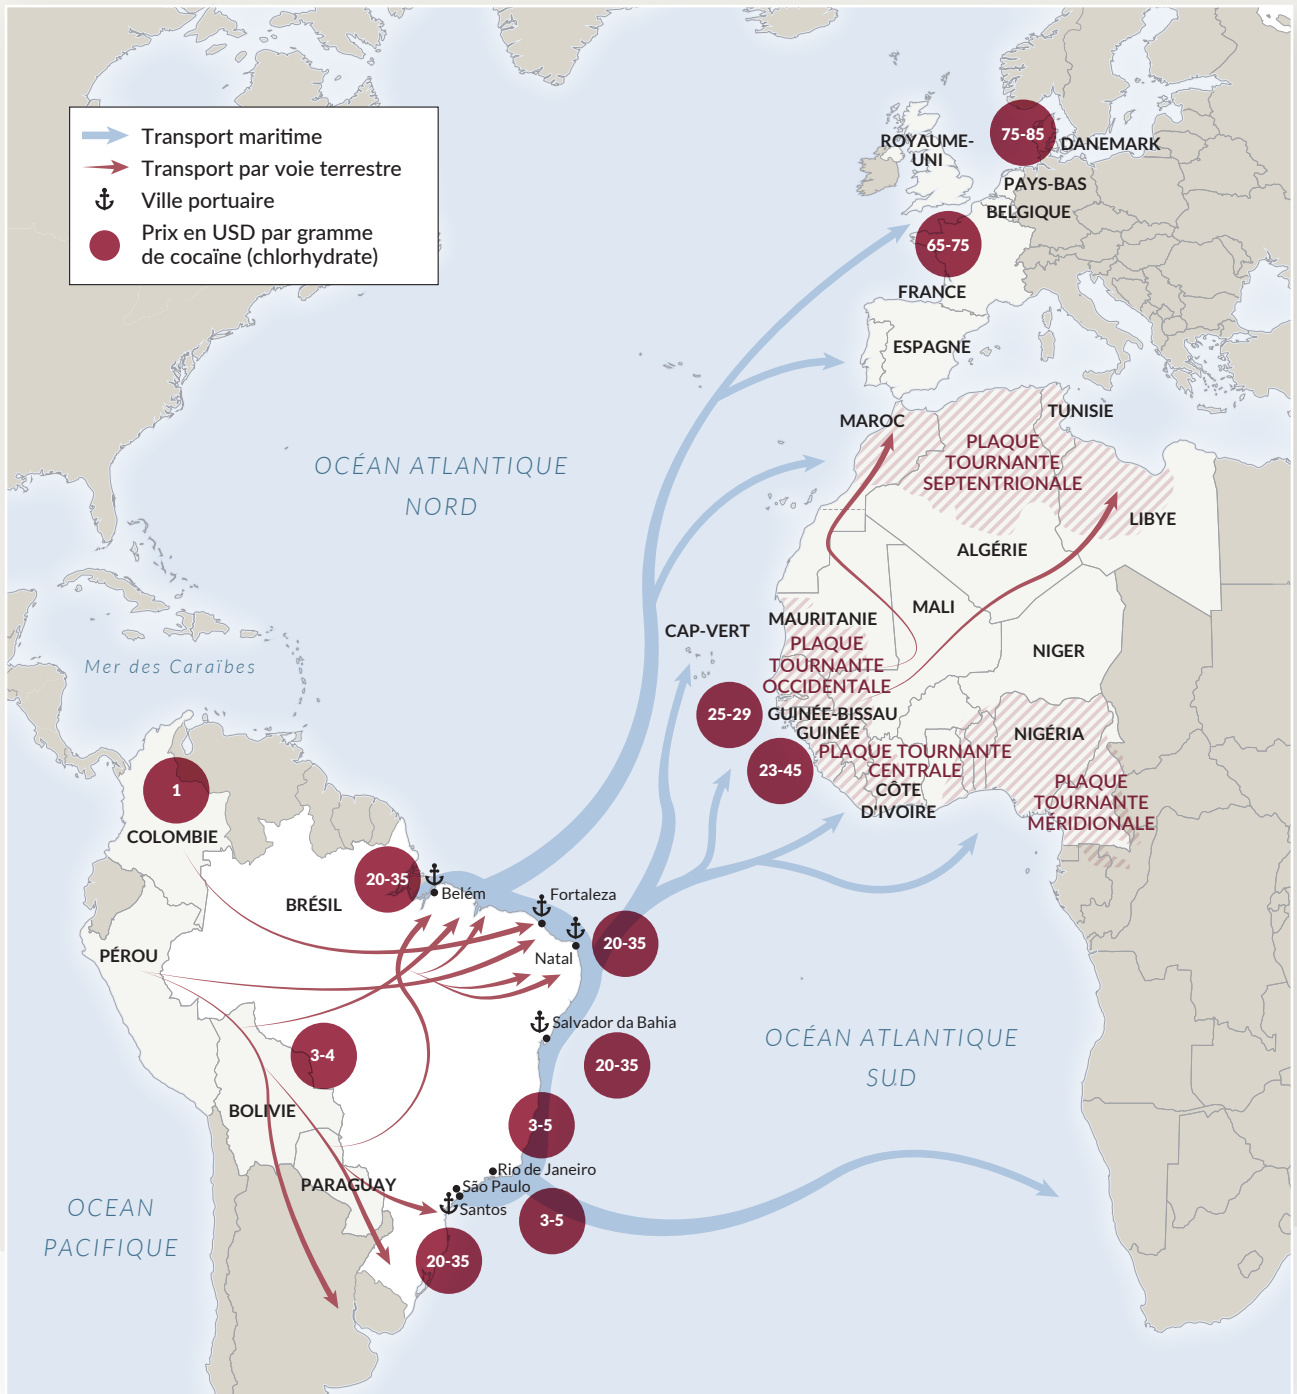 Transport maritime
Transport par voie terrestre
Ville portuaire
Prix en USD par gramme
de cocaïne (chlorhydrate)
75-85
DANEMARK
ROYAUME-
UNI
PAYS-BAS
BELGIQUE
65-75
FRANCE
ESPAGNE
MAROC
TUNISIE
PLAQUE
TOURNANTE
SEPTENTRIONALE
OCÉAN ATLANTIQUE
NORD
LIBYE
ALGÉRIE
MALI
MAURITANIE
CAP-VERT
PLAQUE
TOURNANTE
OCCIDENTALE
NIGER
Mer des Caraïbes
25-29
GUINÉE-BISSAU
GUINÉE
NIGÉRIA
PLAQUE TOURNANTE
CENTRALE
23-45
CÔTE
D'IVOIRE
PLAQUE
TOURNANTE
MÉRIDIONALE
1
COLOMBIE
20-35
Belém
BRÉSIL
Fortaleza
20-35
Natal
PÉROU
Salvador da Bahia
OCÉAN ATLANTIQUE
SUD
3-4
20-35
BOLIVIE
3-5
Rio de Janeiro
PARAGUAY
São Paulo
Santos
3-5
OCEAN
PACIFIQUE
20-35